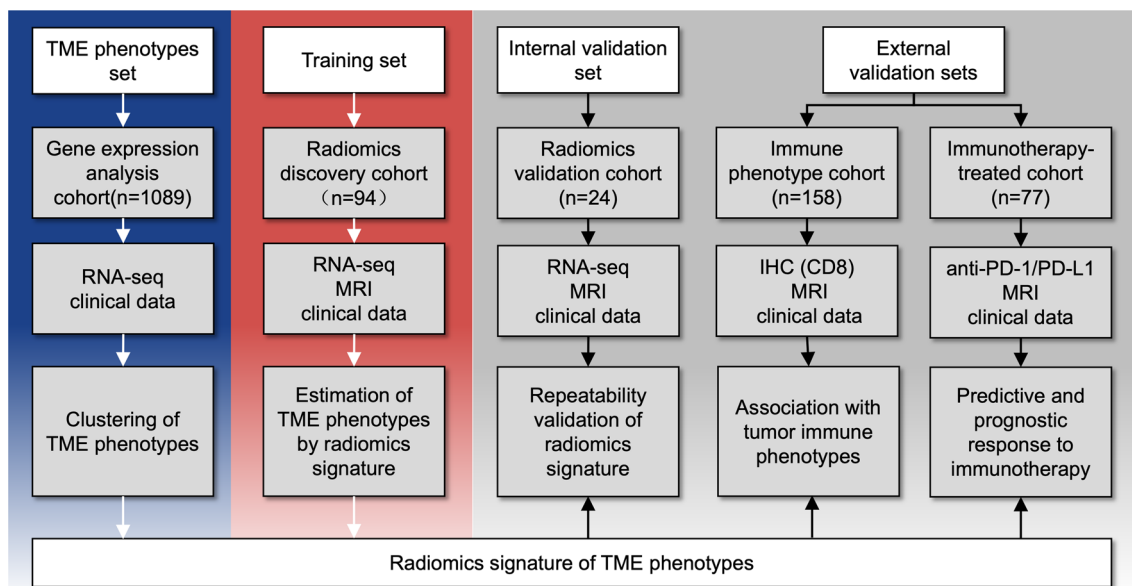 TME phenotypes
set
Gene expression
analysis
cohort(n=1089)
RNA-seq
clinical data
Clustering of
TME phenotypes
Training set
Radiomics
discovery cohort
（n=94）
RNA-seq
MRI
clinical data
Estimation of
TME phenotypes
by radiomics
signature
Internal validation
set
Radiomics
validation cohort
(n=24)
RNA-seq
MRI
clinical data
Repeatability
validation of
radiomics
signature
External
validation sets
Immune
phenotype cohort
(n=158)
IHC (CD8)
MRI
clinical data
Association with
tumor immune
phenotypes
Immunotherapy-
treated cohort
(n=77)
anti-PD-1/PD-L1
MRI
clinical data
Predictive and
prognostic
response to
immunotherapy
Radiomics signature of TME phenotypes